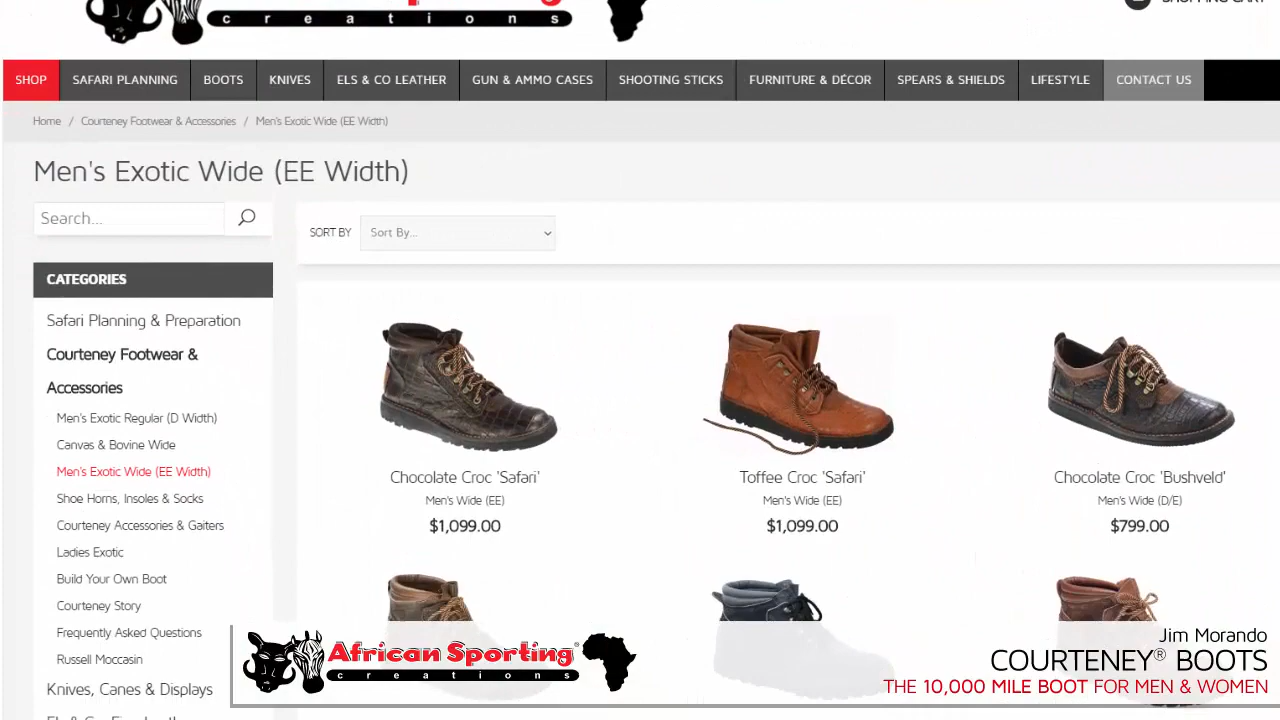 creations
SHOP SAFARI PLANNING BOOTS KNIVES ELS & CO LEATHER GUN & AMMO CASES SHOOTING STICKS FURNITURE & DÉCOR SPEARS & SHIELDS LIFESTYLE CONTACT US
Home / Courteney Footwear & Accessories / Men's Exotic Wide (EE Width)
Men's Exotic Wide (EE Width)
Search...
SORT BY Sort By...
CATEGORIES
Safari Planning & Preparation
Courteney Footwear &
Accessories
Men's Exotic Regular (D Width)
Canvas & Bovine Wide
Men's Exotic Wide (EE Width)
Shoe Horns, Insoles & Socks
Courteney Accessories & Gaiters
Ladies Exotic
Build Your Own Boot
Courteney Story
Frequently Asked Questions
Russell Moccasin
Knives, Canes & Displays
Chocolate Croc 'Safari'
Men's Wide (EE)
$1,099.00
Toffee Croc 'Safari'
Men's Wide (EE)
$1,099.00
Chocolate Croc 'Bushveld'
Men's Wide (D/E)
$799.00
African Sporting®
creations
Jim Morando
COURTENEY® BOOTS
THE 10,000 MILE BOOT FOR MEN & WOMEN